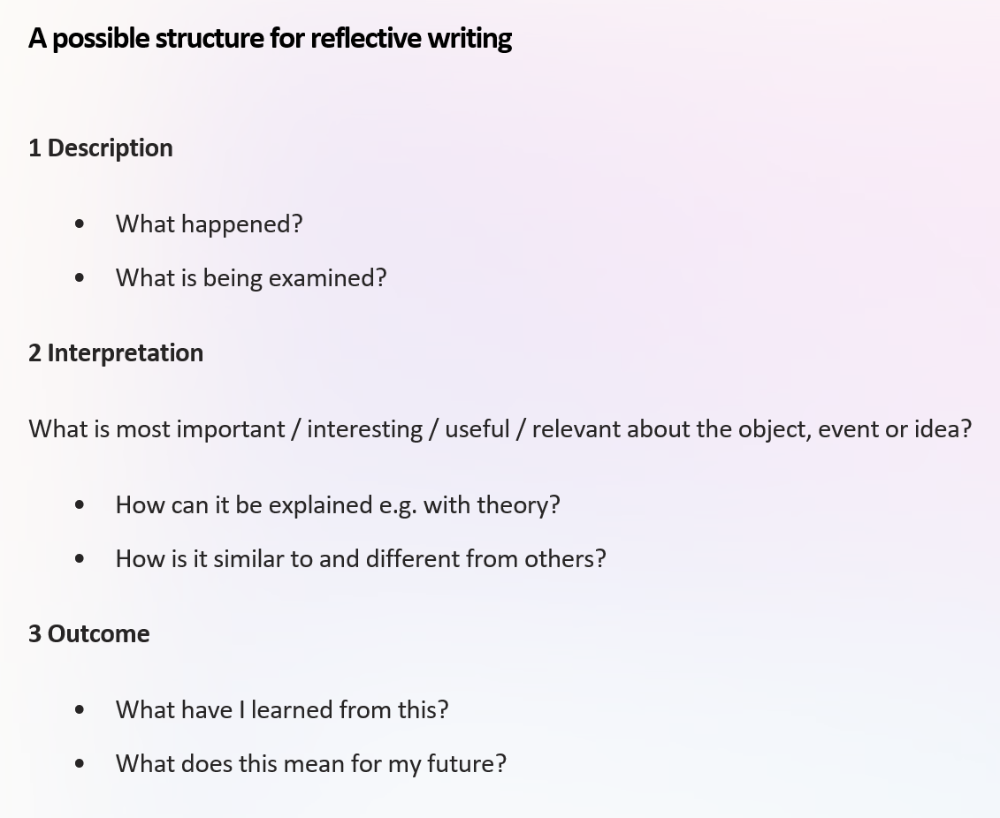 A possible structure for reflective writing
1 Description
• What happened?
• What is being examined?
2 Interpretation
What is most important / interesting / useful / relevant about the object, event or idea?
• How can it be explained e.g. with theory?
• How is it similar to and different from others?
3 Outcome
• What have I learned from this?
• What does this mean for my future?